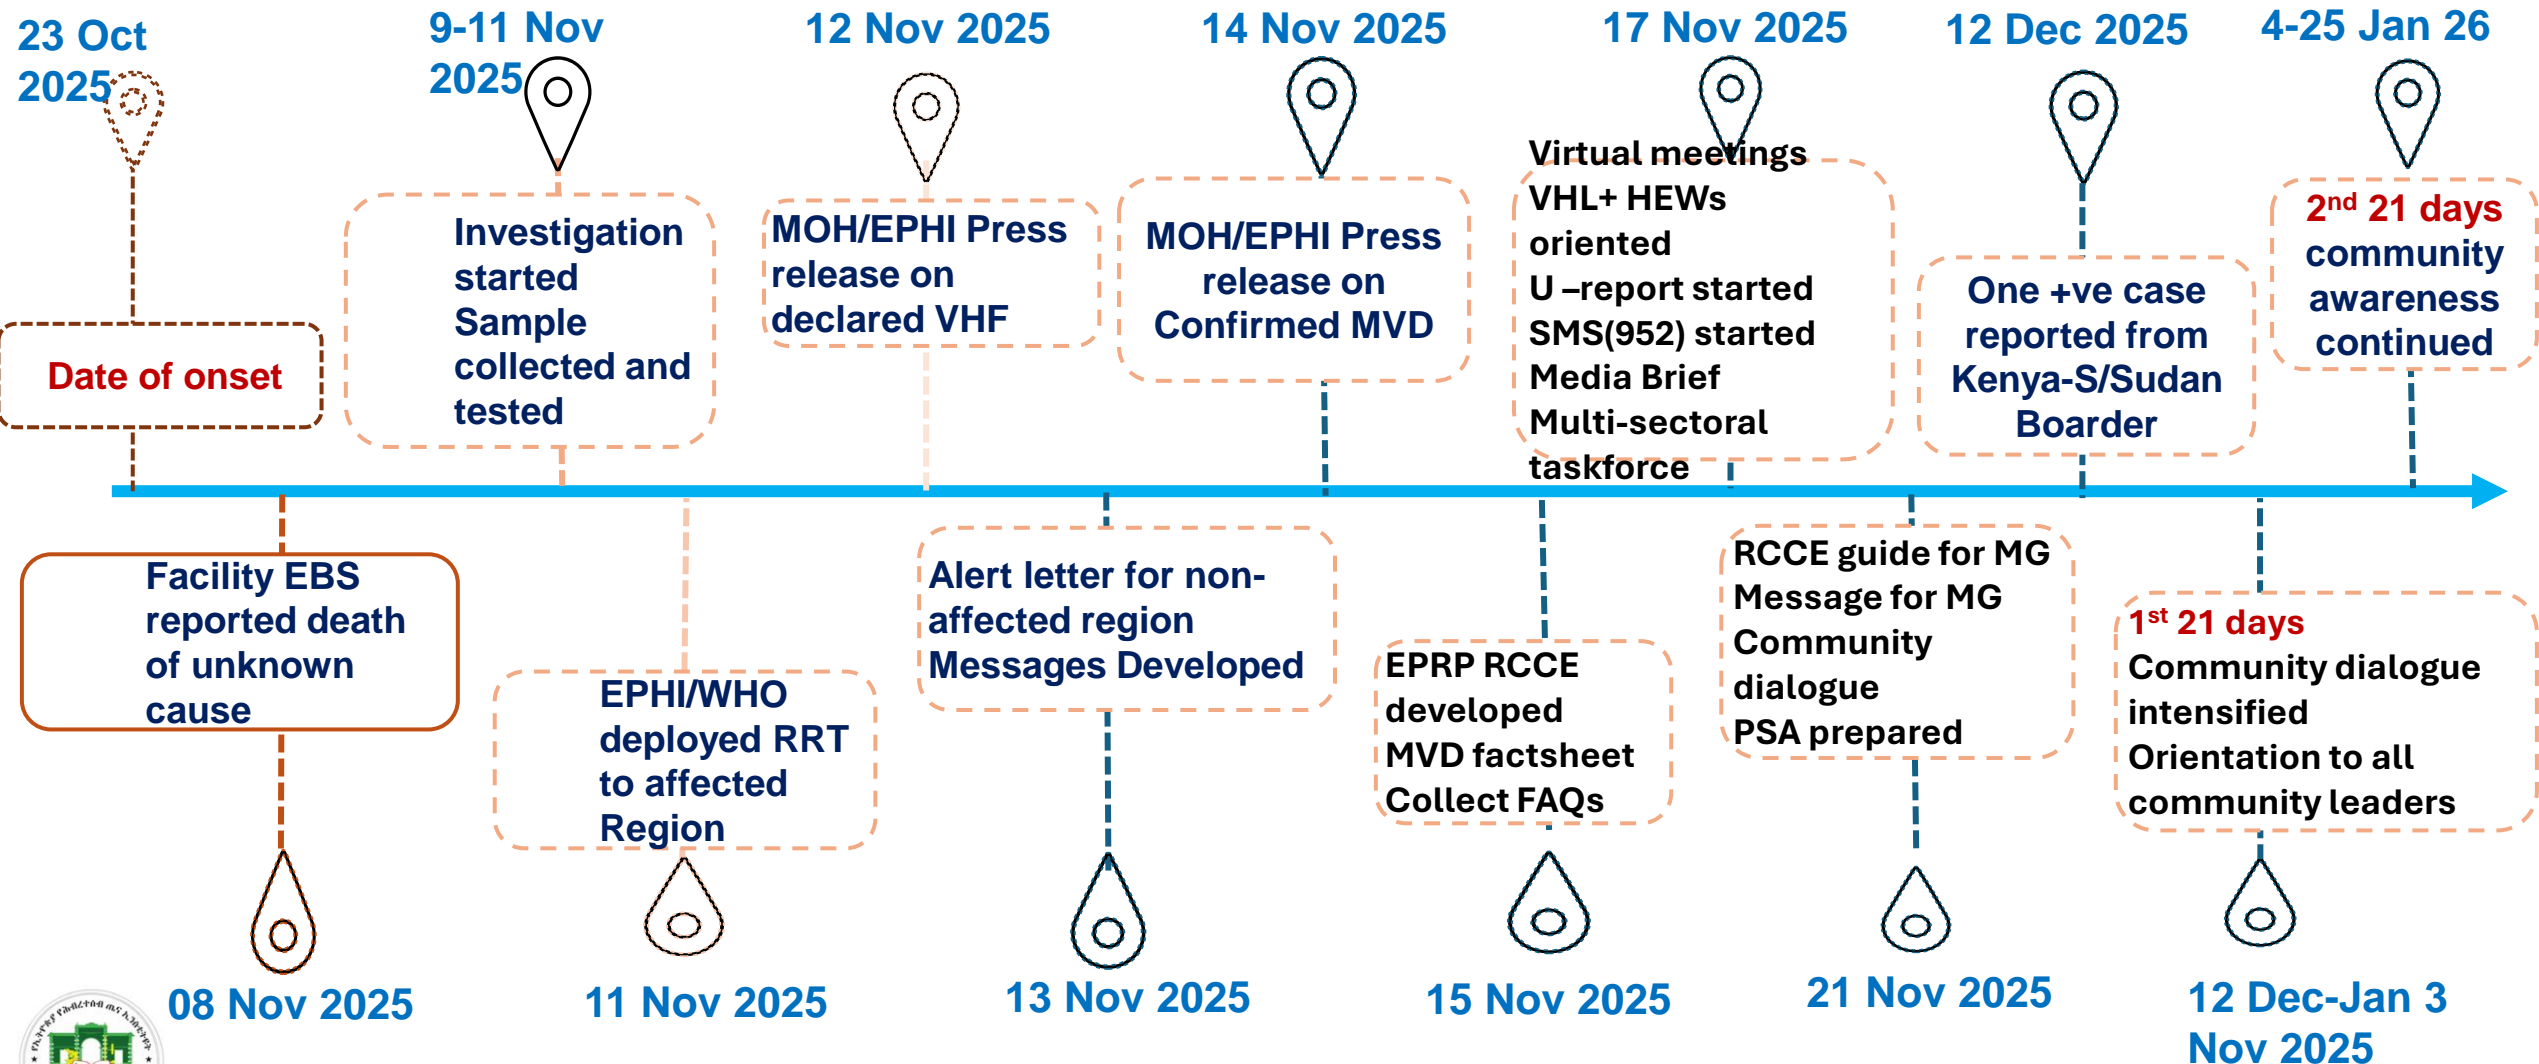 23 Oct
2025
9-11 Nov
2025
12 Nov 2025
14 Nov 2025
17 Nov 2025
12 Dec 2025
4-25 Jan 26
Date of onset
Investigation
started
Sample
collected and
tested
MOH/EPHI Press
release on
declared VHF
MOH/EPHI Press
release on
Confirmed MVD
Virtual meetings
VHL+ HEWs
oriented
U –report started
SMS(952) started
Media Brief
Multi-sectoral
taskforce
One +ve case
reported from
Kenya-S/Sudan
Boarder
2nd 21 days
community
awareness
continued
Facility EBS
reported death
of unknown
cause
EPHI/WHO
deployed RRT
to affected
Region
Alert letter for non-
affected region
Messages Developed
EPRP RCCE
developed
MVD factsheet
Collect FAQs
RCCE guide for MG
Message for MG
Community
dialogue
PSA prepared
1st 21 days
Community dialogue
intensified
Orientation to all
community leaders
08 Nov 2025
11 Nov 2025
13 Nov 2025
15 Nov 2025
21 Nov 2025
12 Dec-Jan 3
Nov 2025
የኢትዮጵያ የሕብረተሰብ ጤና ኢንስቲትዩት